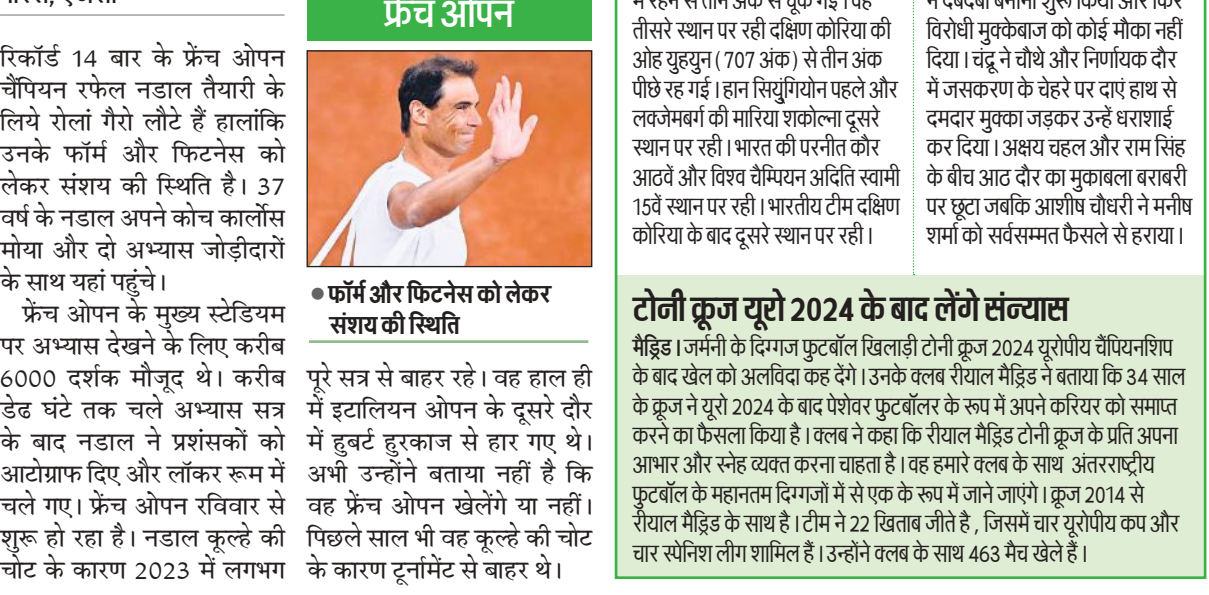 पेरिस, एजेंसी
रिकॉर्ड 14 बार के फ्रेंच ओपन
चैंपियन रफेल नडाल तैयारी के
लिये रोलां गैरो लौटे हैं हालांकि
उनके फॉर्म और फिटनेस को
लेकर संशय की स्थिति है। 37
वर्ष के नडाल अपने कोच कार्लोस
मोया और दो अभ्यास जोड़ीदारों
के साथ यहां पहुंचे।
फ्रेंच ओपन के मुख्य स्टेडियम
पर अभ्यास देखने के लिए करीब
6000 दर्शक मौजूद थे। करीब
डेढ घंटे तक चले अभ्यास सत्र
के बाद नडाल ने प्रशंसकों को
आटोग्राफ दिए और लॉकर रूम में
चले गए। फ्रेंच ओपन रविवार से
शुरू हो रहा है। नडाल कूल्हे की
चोट के कारण 2023 में लगभग
फ्रेंच ओपन
●फॉर्म और फिटनेस को लेकर
संशय की स्थिति
पूरे सत्र से बाहर रहे। वह हाल ही
में इटालियन ओपन के दूसरे दौर
में हुबर्ट हुरकाज से हार गए थे।
अभी उन्होंने बताया नहीं है कि
वह फ्रेंच ओपन खेलेंगे या नहीं।
पिछले साल भी वह कूल्हे की चोट
के कारण टूर्नामेंट से बाहर थे।
में रहने से तीन अंक से चूक गई। वह
तीसरे स्थान पर रही दक्षिण कोरिया की
ओह युहयुन (707 अंक) से तीन अंक
पीछे रह गई। हान सियुंगियोन पहले और
लक्जेमबर्ग की मारिया शकोल्ना दूसरे
स्थान पर रही। भारत की परनीत कौर
आठवें और विश्व चैम्पियन अदिति स्वामी
15वें स्थान पर रही। भारतीय टीम दक्षिण
कोरिया के बाद दूसरे स्थान पर रही।
ने दबदबा बनाना शुरू किया और फिर
विरोधी मुक्केबाज को कोई मौका नहीं
दिया। चंद्रू ने चौथे और निर्णायक दौर
में जसकरण के चेहरे पर दाएं हाथ से
दमदार मुक्का जड़कर उन्हें धराशाई
कर दिया। अक्षय चहल और राम सिंह
के बीच आठ दौर का मुकाबला बराबरी
पर छूटा जबकि आशीष चौधरी ने मनीष
शर्मा को सर्वसम्मत फैसले से हराया।
टोनी क्रूज यूरो 2024 के बाद लेंगे संन्यास
मैड्रिड। जर्मनी के दिग्गज फुटबॉल खिलाड़ी टोनी क्रूज 2024 यूरोपीय चैंपियनशिप
के बाद खेल को अलविदा कह देंगे। उनके क्लब रीयाल मैड्रिड ने बताया कि 34 साल
के क्रूज ने यूरो 2024 के बाद पेशेवर फुटबॉलर के रूप में अपने करियर को समाप्त
करने का फैसला किया है। क्लब ने कहा कि रीयाल मैड्रिड टोनी क्रूज के प्रति अपना
आभार और स्नेह व्यक्त करना चाहता है। वह हमारे क्लब के साथ अंतरराष्ट्रीय
फुटबॉल के महानतम दिग्गजों में से एक के रूप में जाने जाएंगे। क्रूज 2014 से
रीयाल मैड्रिड के साथ है। टीम ने 22 खिताब जीते है , जिसमें चार यूरोपीय कप और
चार स्पेनिश लीग शामिल हैं। उन्होंने क्लब के साथ 463 मैच खेले हैं।